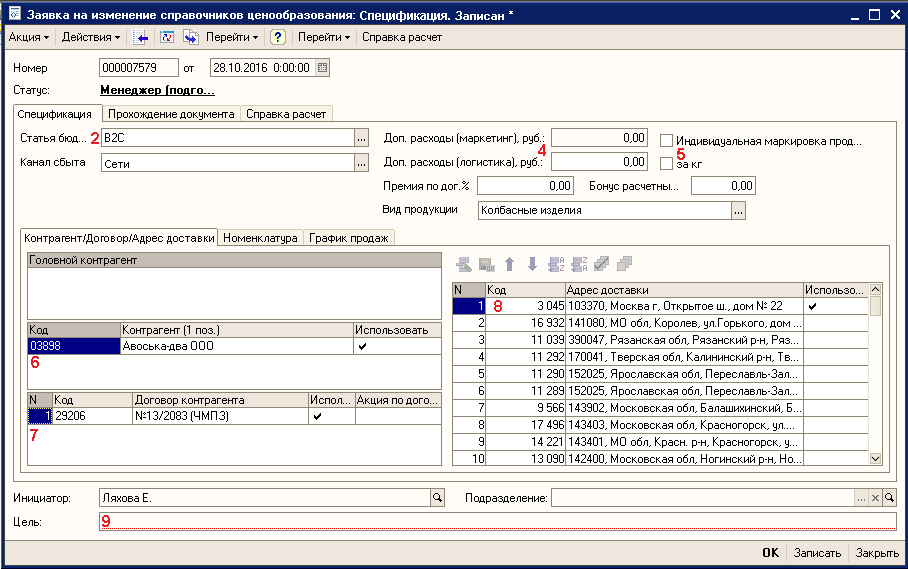 Заявка на изменение справочников ценообразования: Спецификация. Записан *
Акция Действия Перейти ? Перейти Справка расчет
Номер 000007579 от 28.10.2016 0:00:00
Статус: Менеджер (подго...
Спецификация Прохождение документа Справка расчет
Статья бюд... 2 B2C ... Доп. расходы (маркетинг), руб.: 0,00 Индивидуальная маркировка прод...
4 5
Канал сбыта Сети ... Доп. расходы (логистика), руб.: 0,00 за кг
Премия по дог.% 0,00 Бонус расчетны... 0,00
Вид продукции Колбасные изделия ...
Контрагент/Договор/Адрес доставки Номенклатура График продаж
Головной контрагент
Код Контрагент (1 поз.) Использовать
03898 Авоська-два ООО
6
N Код Договор контрагента Испол... Акция по дого...
1 29206 №13/2083 (ЧМПЗ)
7
N Код Адрес доставки Использо...
1 8 3 045 103370, Москва г, Открытое ш., дом № 22
2 16 932 141080, МО обл, Королев, ул.Горького, дом ...
3 11 039 390047, Рязанская обл, Рязанский р-н, Ряз...
4 11 292 170041, Тверская обл, Калининский р-н, Тв...
5 11 290 152025, Ярославская обл, Переславль-Зал...
6 11 289 152025, Ярославская обл, Переславль-Зал...
7 9 566 143902, Московская обл, Балашихинский, Б...
8 17 496 143403, Московская обл, Красногорск, ул....
9 14 221 143401, МО обл, Красн. р-н, Красногорск, у...
10 13 090 142400, Московская обл, Ногинский р-н, Но...
Инициатор: Ляхова Е. Подразделение: ...
Цель: 9
OK Записать Закрыть